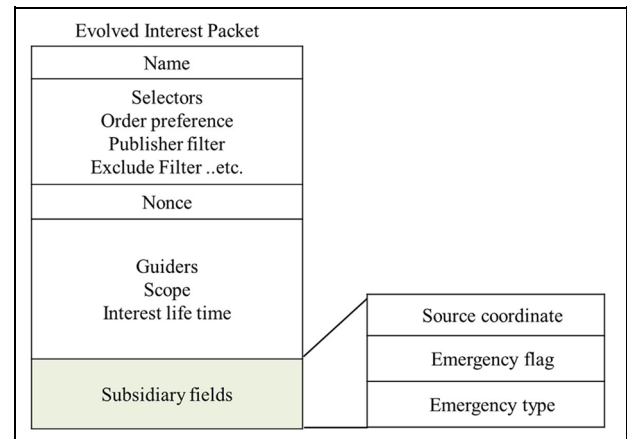 Evolved Interest Packet
Name
Selectors
Order preference
Publisher filter
Exclude Filter ..etc.
Nonce
Guiders
Scope
Interest life time
Subsidiary fields
Source coordinate
Emergency flag
Emergency type